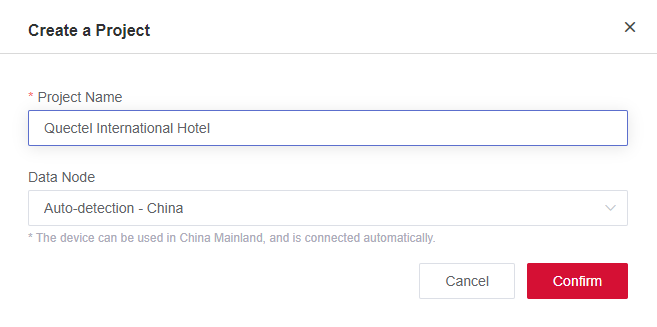 Create a Project
* Project Name
Quectel International Hotel
Data Node
Auto-detection - China
* The device can be used in China Mainland, and is connected automatically.
Cancel
Confirm